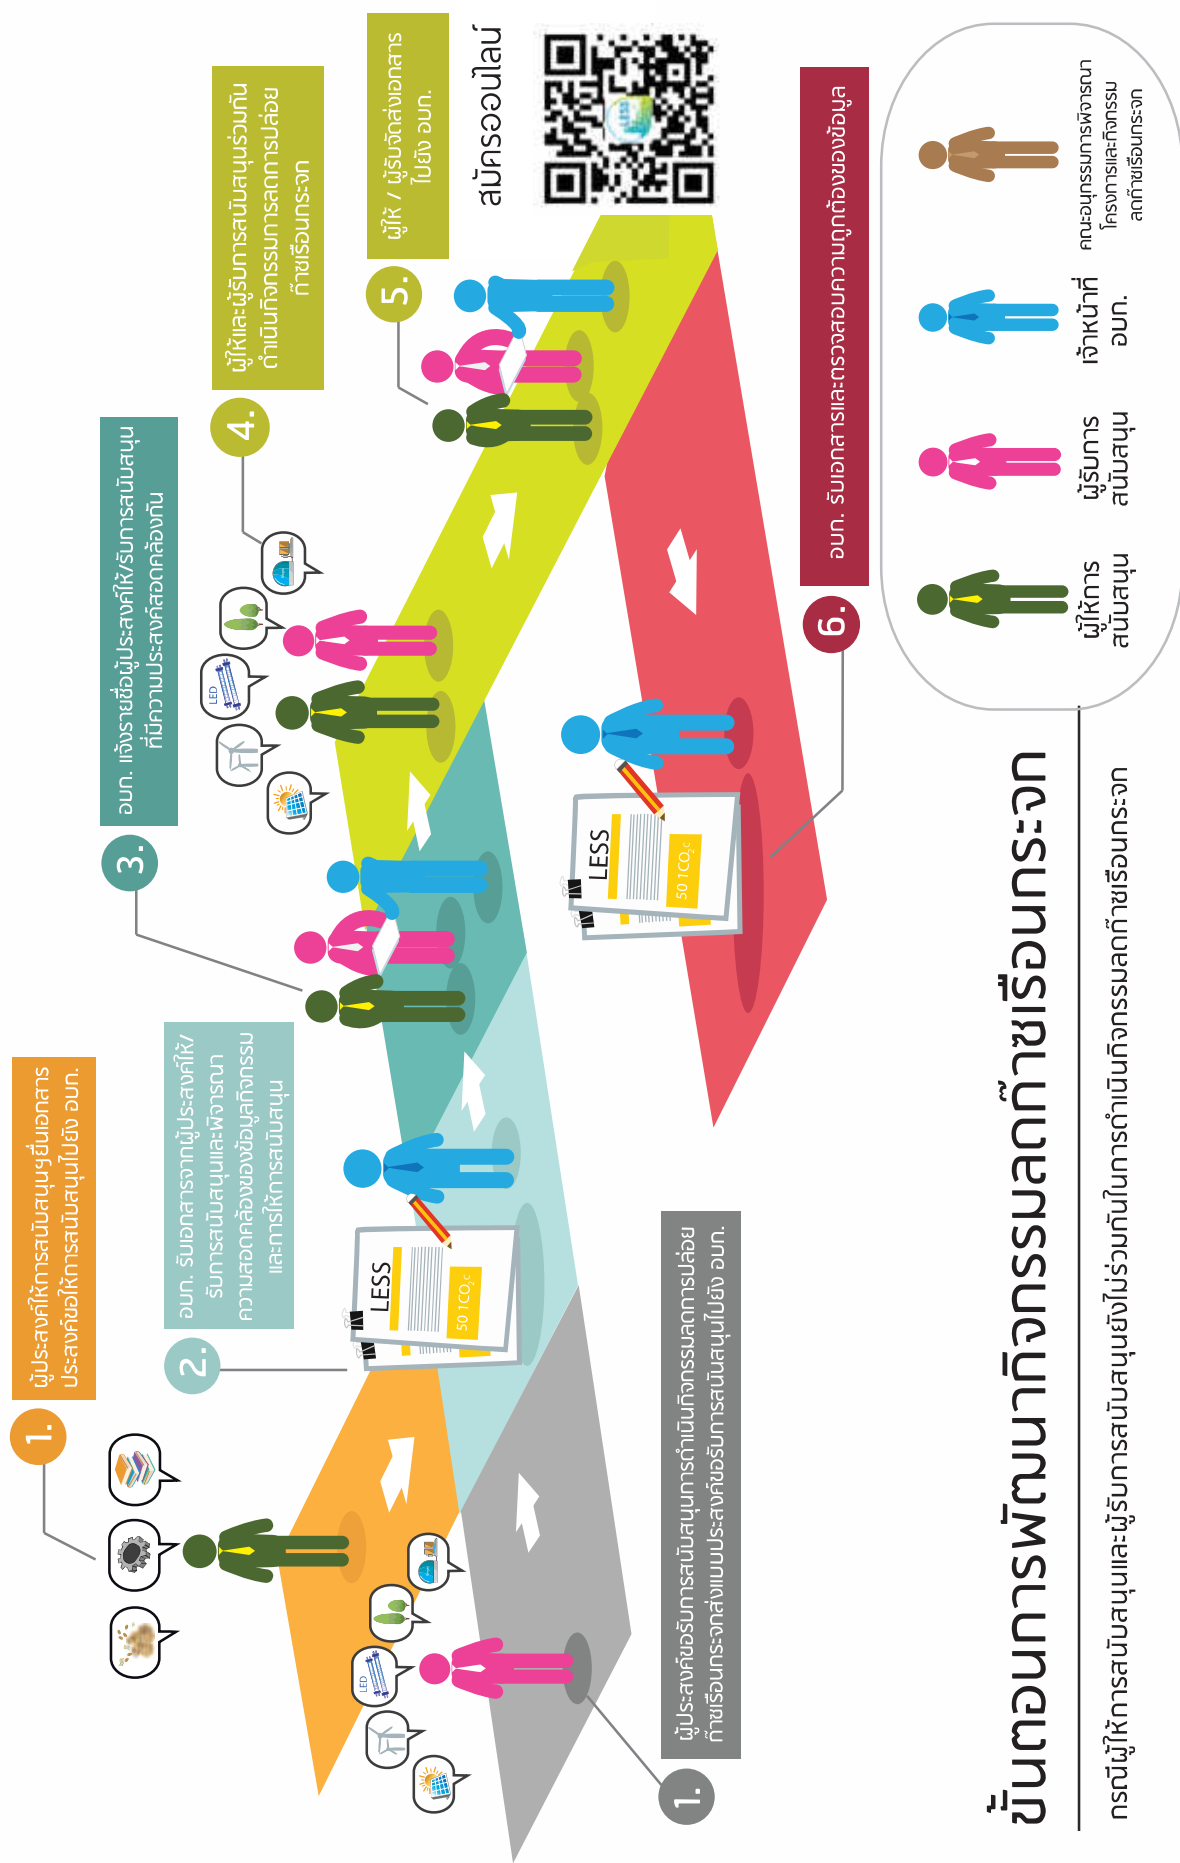 ขั้นตอนการพัฒนากิจกรรมลดก๊าซเรือนกระจก
กรณีผู้ให้การสนับสนุนและผู้รับการสนับสนุนยังไม่ร่วมกันในการดำเนินกิจกรรมลดก๊าซเรือนกระจก
1.
ผู้ประสงค์ให้การสนับสนุนฯยื่นเอกสาร
ประสงค์ขอให้การสนับสนุนไปยัง อบก.
1.
ผู้ประสงค์ขอรับการสนับสนุนการดำเนินกิจกรรมลดการปล่อย
ก๊าซเรือนกระจกส่งแบบประสงค์ขอรับการสนันสนุนไปยัง อบก.
LED
2.
อบก. รับเอกสารจากผู้ประสงค์ให้/
รับการสนับสนุนและพิจารณา
ความสอดคล้องของข้อมูลกิจกรรม
และการให้การสนับสนุน
LESS
50 1CO₂c
3.
อบก. แจ้งรายชื่อผู้ประสงค์ให้/รับการสนับสนุน
ที่มีความประสงค์สอดคล้องกัน
LED
4.
ผู้ให้และผู้รับการสนับสนุนร่วมกัน
ดำเนินกิจกรรมการลดการปล่อย
ก๊าซเรือนกระจก
5.
ผู้ให้ / ผู้รับจัดส่งเอกสาร
ไปยัง อบก.
สมัครออนไลน์
LESS
6.
อบก. รับเอกสารและตรวจสอบความถูกต้องของข้อมูล
LESS
50 1CO₂c
ผู้ให้การ
สนับสนุน
ผู้รับการ
สนับสนุน
เจ้าหน้าที่
อบก.
คณะอนุกรรมการพิจารณา
โครงการและกิจกรรม
ลดก๊าซเรือนกระจก